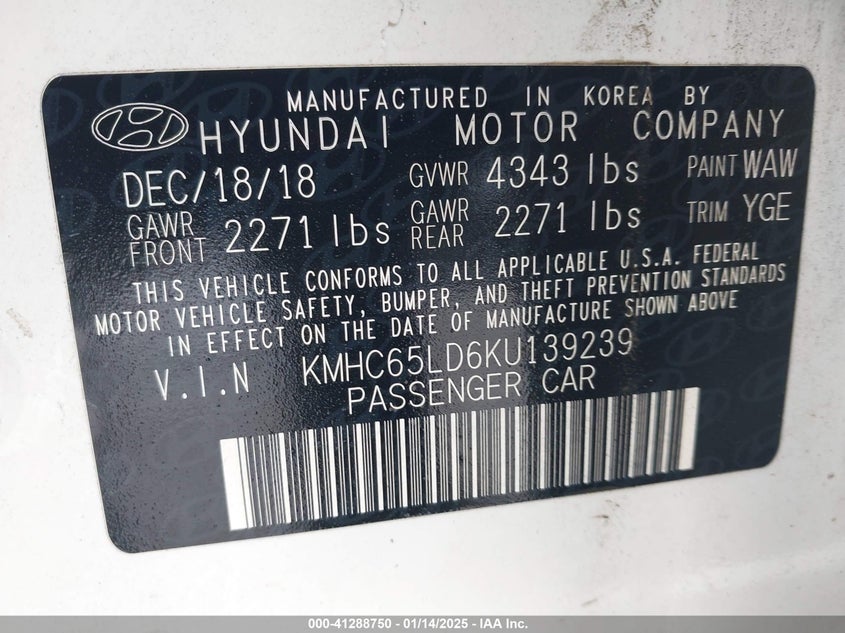 MANUFACTURED IN KOREA BY
HYUNDAI MOTOR COMPANY
DEC/18/18 GVWR 4343 lbs PAINT WAW
GAWR FRONT 2271 lbs GAWR REAR 2271 lbs TRIM YGE
THIS VEHICLE CONFORMS TO ALL APPLICABLE U.S.A. FEDERAL
MOTOR VEHICLE SAFETY, BUMPER, AND THEFT PREVENTION STANDARDS
IN EFFECT ON THE DATE OF MANUFACTURE SHOWN ABOVE
V.I.N KMHC65LD6KU139239
PASSENGER CAR
000-41288750 - 01/14/2025 - IAA Inc.